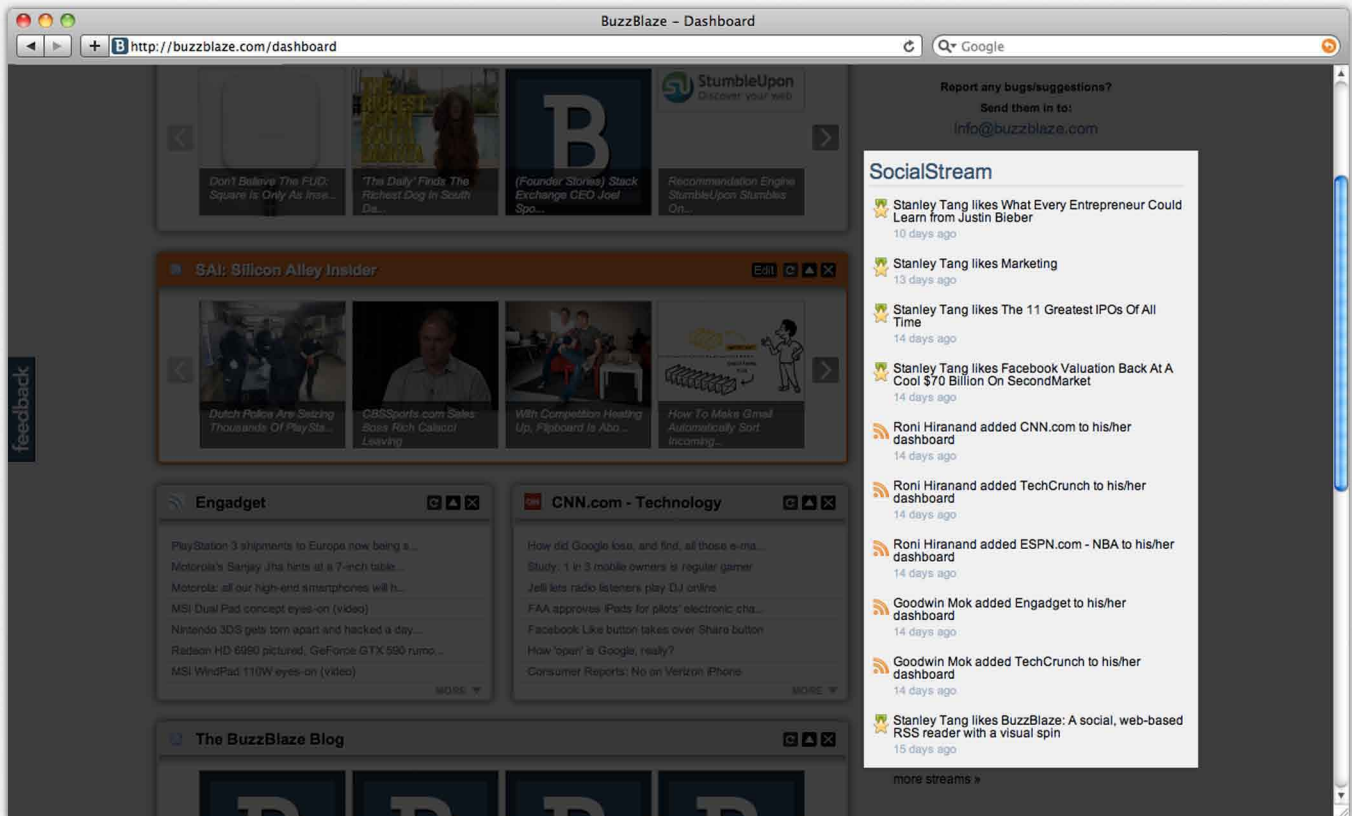 BuzzBlaze – Dashboard
http://buzzblaze.com/dashboard
Google
THE
RICHEST
StumbleUpon
Discover your web
Don't Believe The FUD:
Square Is Only As Inse...
'The Daily' Finds The
Richest Dog In South
Da...
B
(Founder Stories) Stack
Exchange CEO Joel
Spo...
Recommendation Engine
StumbleUpon Stumbles
On...
Report any bugs/suggestions?
Send them in to:
info@buzzblaze.com
SAI: Silicon Alley Insider
Edit
Dutch Police Are Seizing
Thousands Of PlaySta...
CBSSports.com Sales
Boss Rich Calacci
Leaving
With Competition Heating
Up, Flipboard Is Abo...
How To Make Gmail
Automatically Sort
Incoming...
feedback
Engadget
PlayStation 3 shipments to Europe now being s...
Motorola's Sanjay Jha hints at a 7-inch table...
Motorola: all our high-end smartphones will h...
MSI Dual Pad concept eyes-on (video)
Nintendo 3DS gets torn apart and hacked a day...
Radeon HD 6990 pictured, GeForce GTX 590 rumo...
MSI WindPad 110W eyes-on (video)
MORE
CNN.com - Technology
How did Google lose, and find, all those e-ma...
Study: 1 in 3 mobile owners is regular gamer
Jelli lets radio listeners play DJ online
FAA approves iPads for pilots' electronic cha...
Facebook Like button takes over Share button
How 'open' is Google, really?
Consumer Reports: No on Verizon iPhone
MORE
The BuzzBlaze Blog
SocialStream
Stanley Tang likes What Every Entrepreneur Could
Learn from Justin Bieber
10 days ago
Stanley Tang likes Marketing
13 days ago
Stanley Tang likes The 11 Greatest IPOs Of All
Time
14 days ago
Stanley Tang likes Facebook Valuation Back At A
Cool $70 Billion On SecondMarket
14 days ago
Roni Hiranand added CNN.com to his/her
dashboard
14 days ago
Roni Hiranand added TechCrunch to his/her
dashboard
14 days ago
Roni Hiranand added ESPN.com - NBA to his/her
dashboard
14 days ago
Goodwin Mok added Engadget to his/her
dashboard
14 days ago
Goodwin Mok added TechCrunch to his/her
dashboard
14 days ago
Stanley Tang likes BuzzBlaze: A social, web-based
RSS reader with a visual spin
15 days ago
more streams »